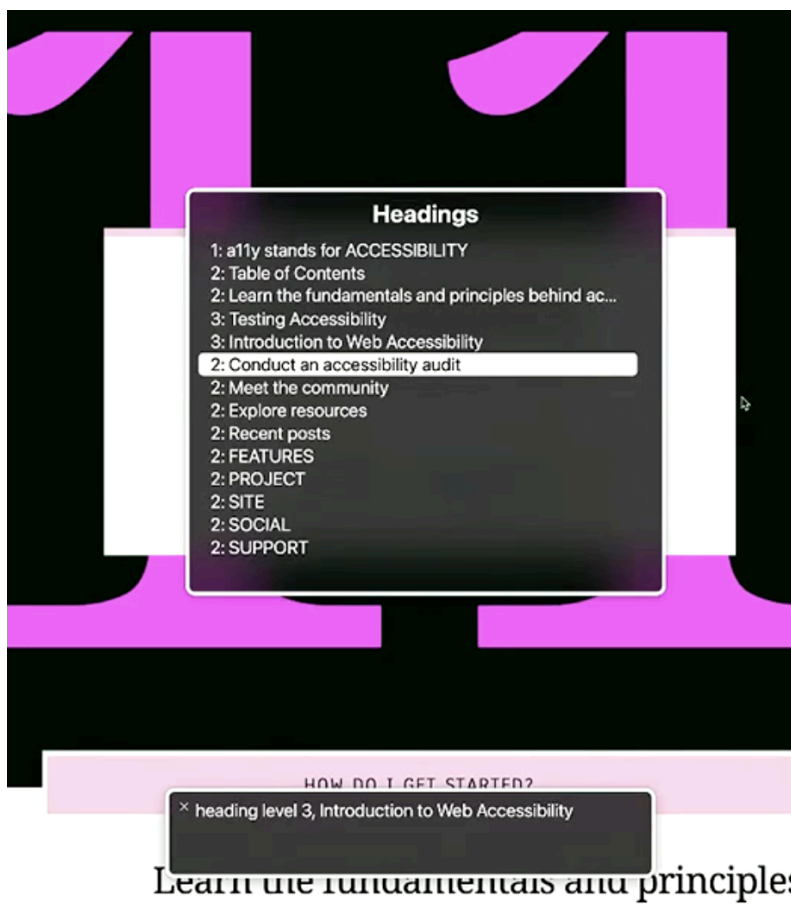 Headings
1: a11y stands for ACCESSIBILITY
2: Table of Contents
2: Learn the fundamentals and principles behind ac...
3: Testing Accessibility
3: Introduction to Web Accessibility
2: Conduct an accessibility audit
2: Meet the community
2: Explore resources
2: Recent posts
2: FEATURES
2: PROJECT
2: SITE
2: SOCIAL
2: SUPPORT
HOW DO I GET STARTED?
× heading level 3, Introduction to Web Accessibility
Learn the fundamentals and principles